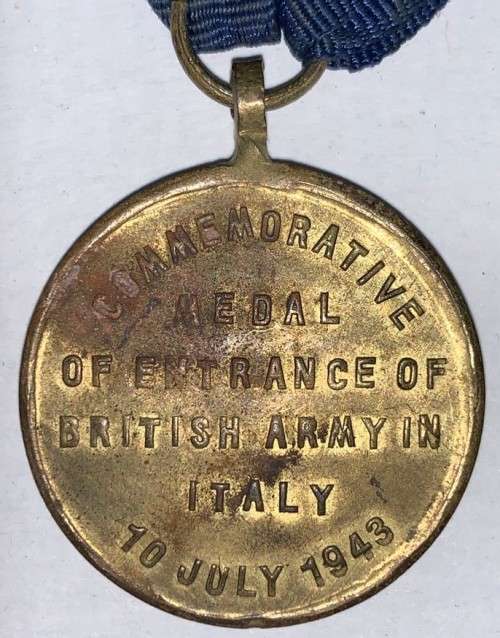 COMMEMORATIVE
MEDAL
OF ENTRANCE OF
BRITISH ARMY IN
ITALY
10 JULY 1943